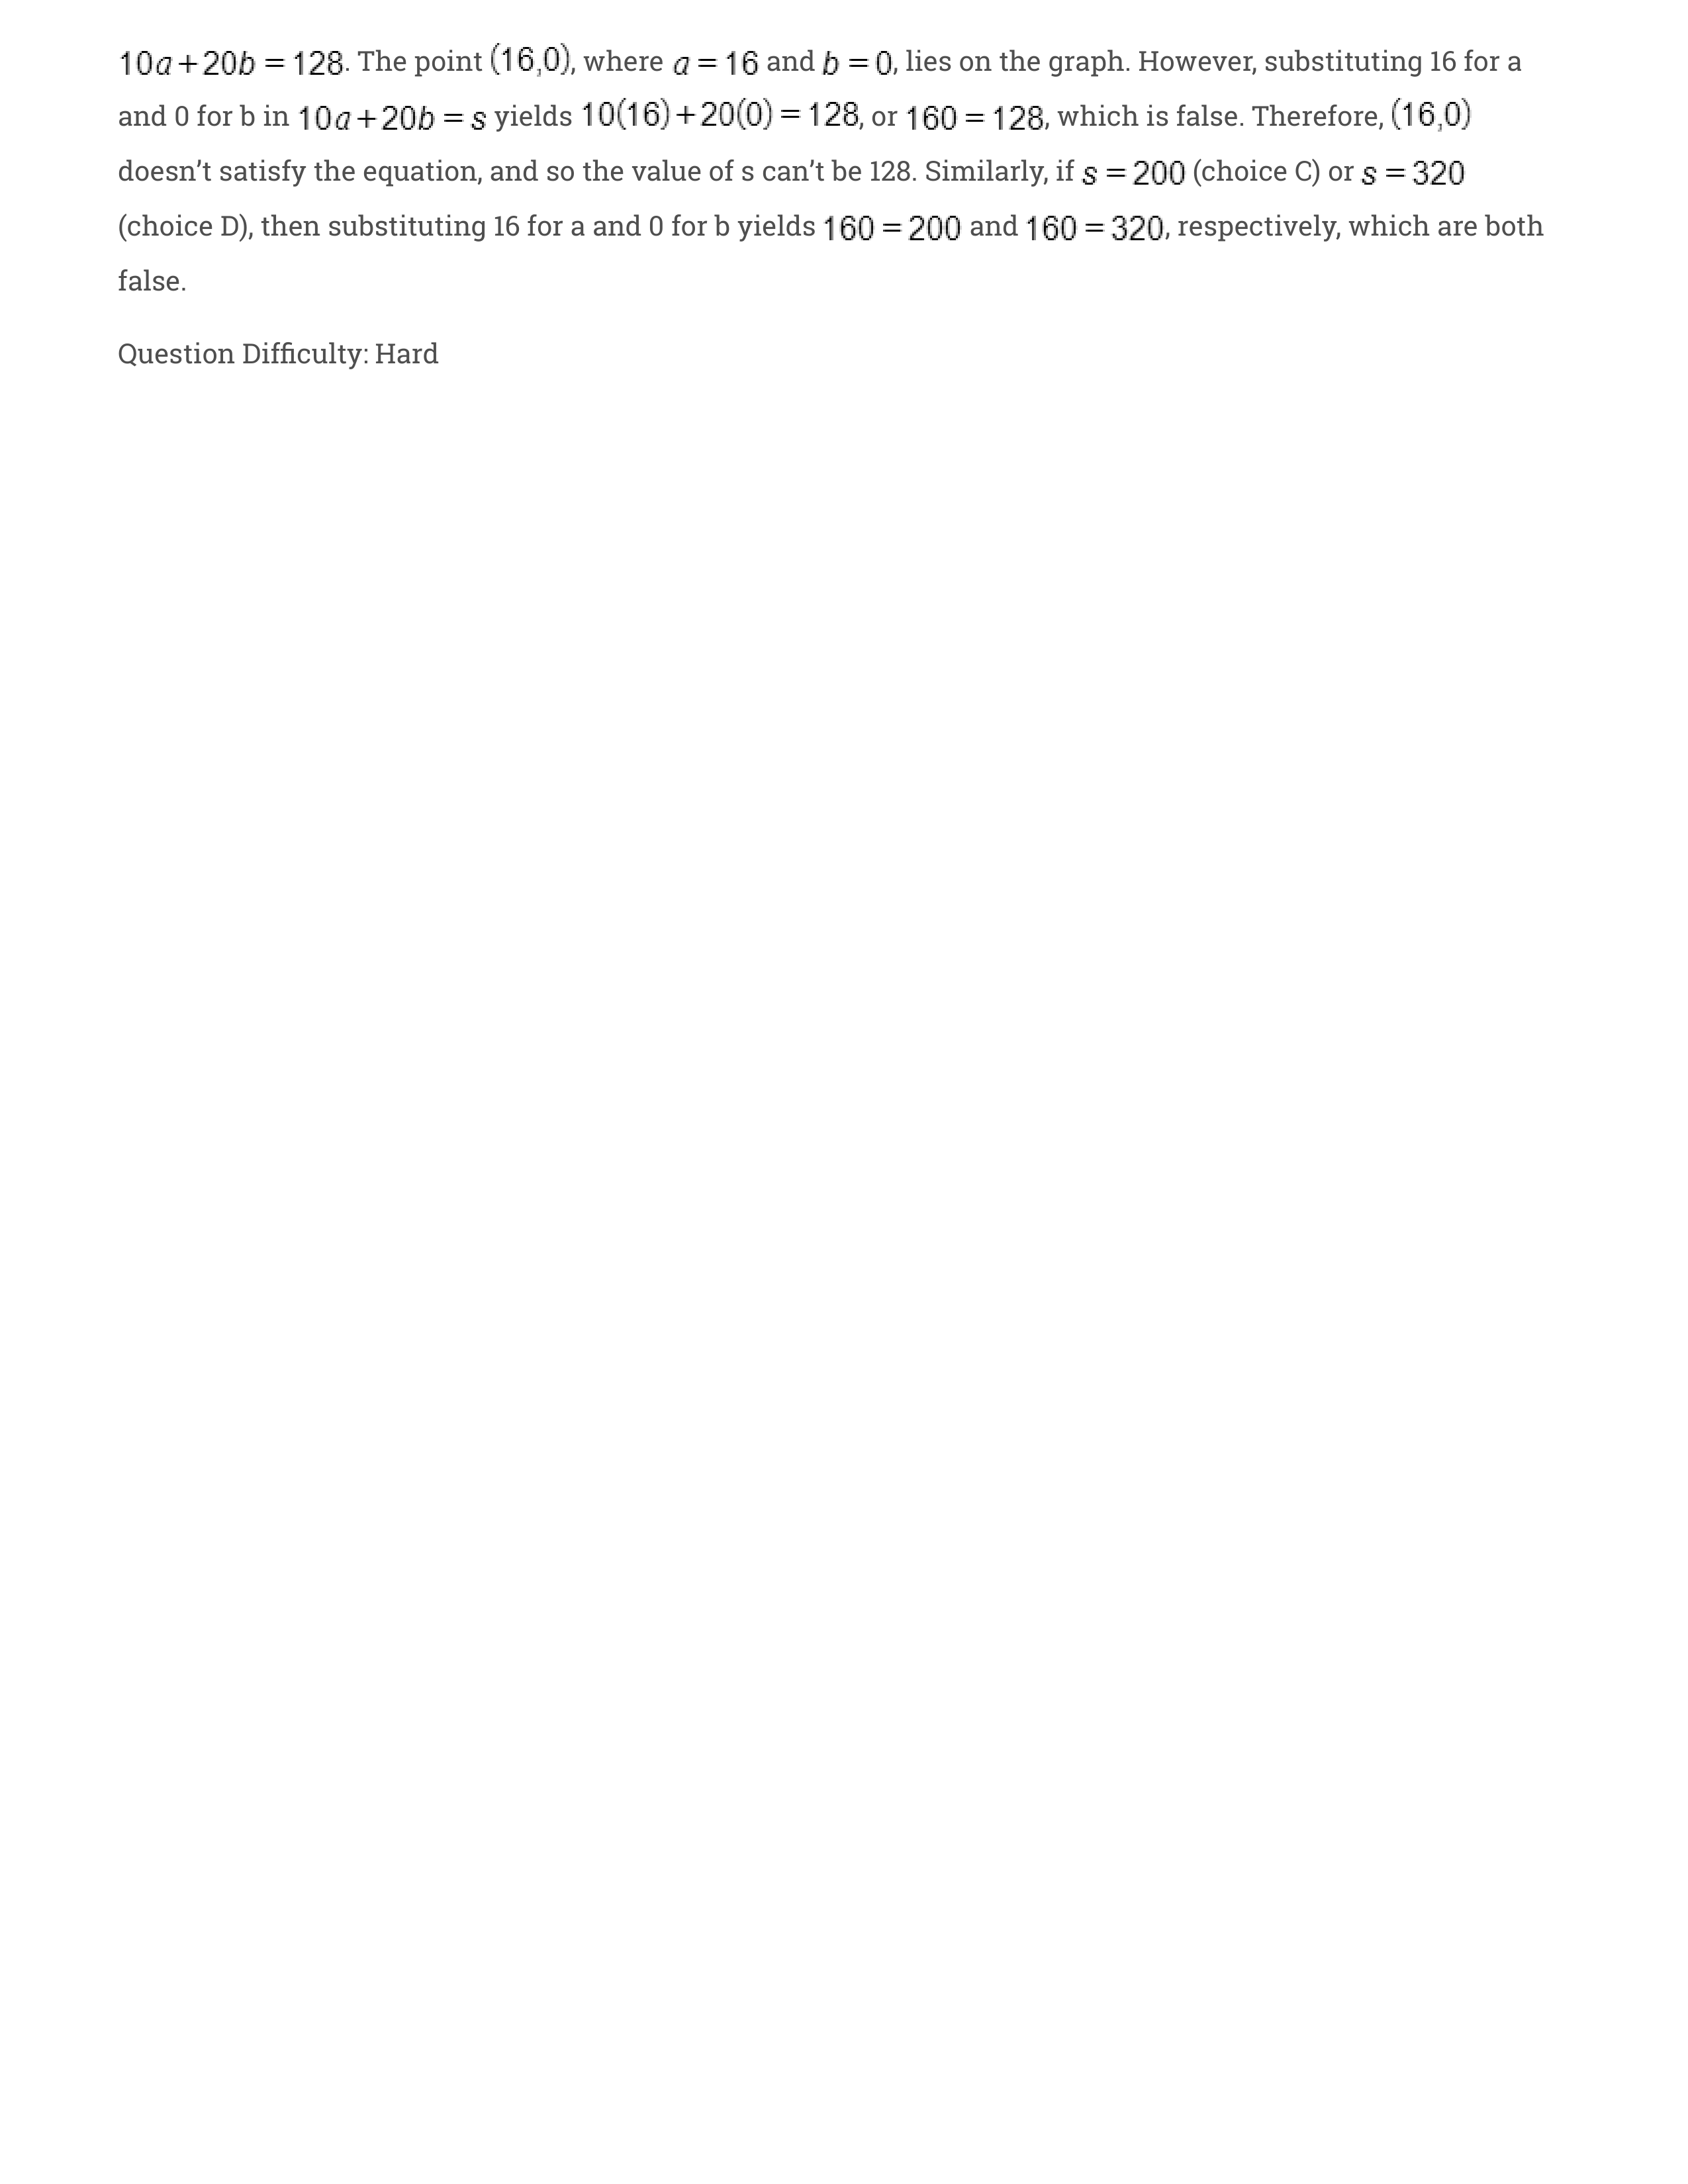 10a+20b = 128. The point (16,0), where a = 16 and b = 0, lies on the graph. However, substituting 16 for a
and 0 for b in 10a+20b = s yields 10(16)+20(0) = 128, or 160 = 128, which is false. Therefore, (16,0)
doesn’t satisfy the equation, and so the value of s can’t be 128. Similarly, if s = 200 (choice C) or s = 320
(choice D), then substituting 16 for a and 0 for b yields 160 = 200 and 160 = 320, respectively, which are both
false.
Question Difficulty: Hard